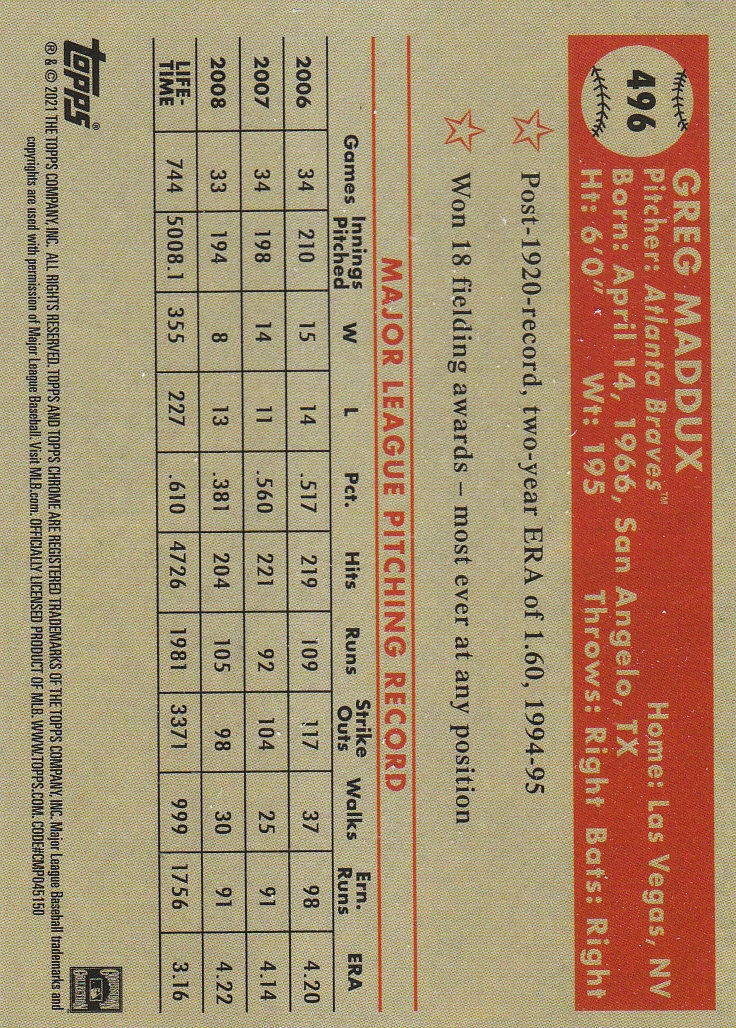 496
GREG MADDUX
Pitcher: Atlanta Braves™ Home: Las Vegas, NV
Born: April 14, 1966, San Angelo, TX
Ht: 6'0" Wt: 195 Throws: Right Bats: Right
Post-1920-record, two-year ERA of 1.60, 1994-95
Won 18 fielding awards – most ever at any position
MAJOR LEAGUE PITCHING RECORD
Games Innings Pitched W L Pct. Hits Runs Strike Outs Walks Ern. Runs ERA
2006 34 210 15 14 .517 219 109 117 37 98 4.20
2007 34 198 14 11 .560 221 92 104 25 91 4.14
2008 33 194 8 13 .381 204 105 98 30 91 4.22
LIFE-TIME 744 5008.1 355 227 .610 4726 1981 3371 999 1756 3.16
topps®
® & © 2021 THE TOPPS COMPANY, INC. ALL RIGHTS RESERVED. TOPPS AND TOPPS CHROME ARE REGISTERED TRADEMARKS OF THE TOPPS COMPANY, INC. Major League Baseball trademarks and
copyrights are used with permission of Major League Baseball. Visit MLB.com. OFFICIALLY LICENSED PRODUCT OF MLB. WWW.TOPPS.COM. CODE#CMP045150